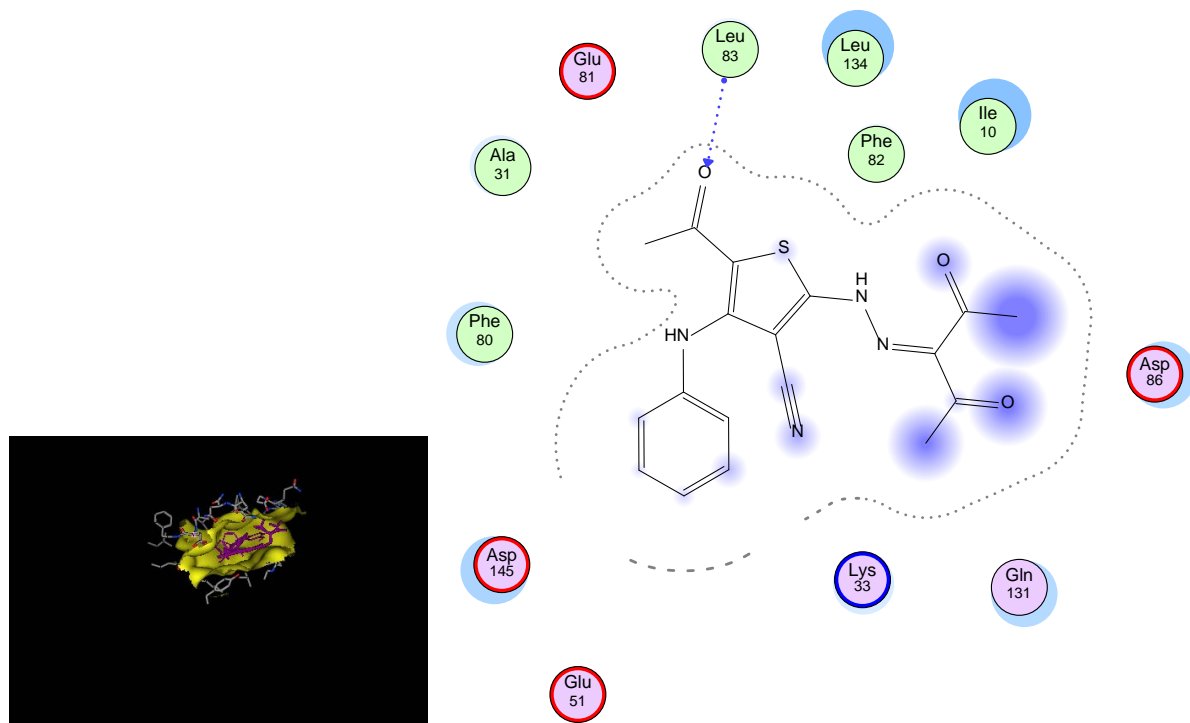 Leu
83
Leu
134
Glu
81
Ile
10
Phe
82
Ala
31
O
S
O
H
N
Phe
80
HN
N
Asp
86
O
N
Asp
145
Lys
33
Gln
131
Glu
51